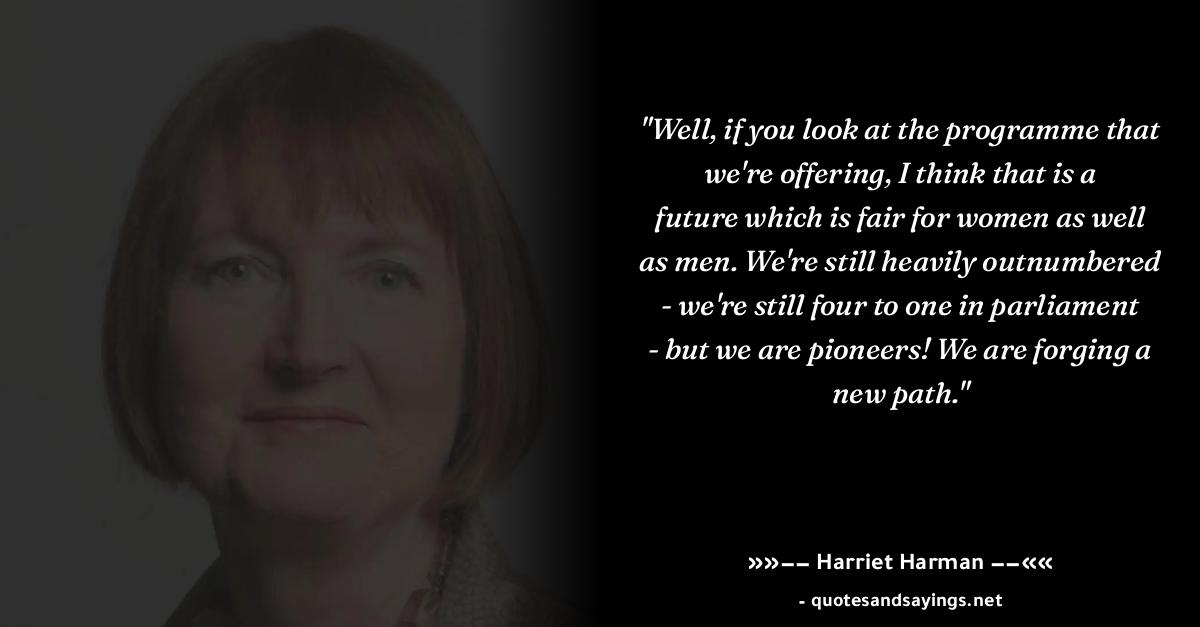 "Well, if you look at the programme that
we're offering, I think that is a
future which is fair for women as well
as men. We're still heavily outnumbered
- we're still four to one in parliament
- but we are pioneers! We are forging a
new path."
»»-- Harriet Harman --««
- quotesandsayings.net